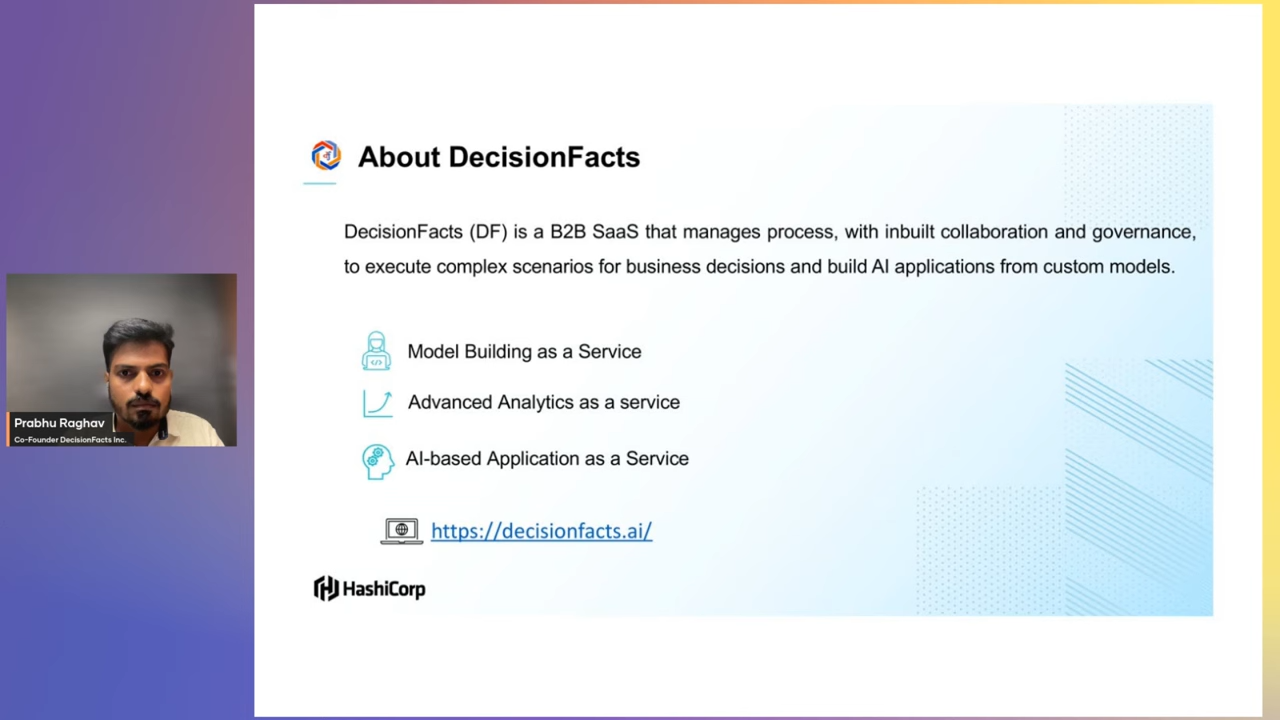 About DecisionFacts
DecisionFacts (DF) is a B2B SaaS that manages process, with inbuilt collaboration and governance,
to execute complex scenarios for business decisions and build AI applications from custom models.
Model Building as a Service
Advanced Analytics as a service
AI-based Application as a Service
https://decisionfacts.ai/
HashiCorp
Prabhu Raghav
Co-Founder DecisionFacts Inc.